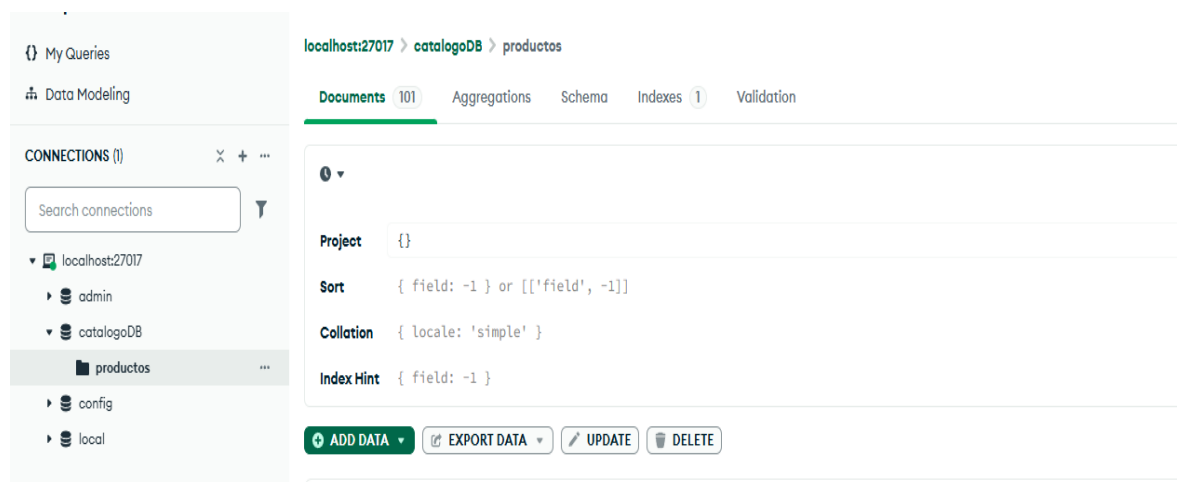 {} My Queries
Data Modeling
CONNECTIONS (1)
Search connections
localhost:27017
admin
catalogoDB
productos
config
local
localhost:27017 > catalogoDB > productos
Documents 101 Aggregations Schema Indexes 1 Validation
Project {}
Sort { field: -1 } or [['field', -1]]
Collation { locale: 'simple' }
Index Hint { field: -1 }
ADD DATA EXPORT DATA UPDATE DELETE